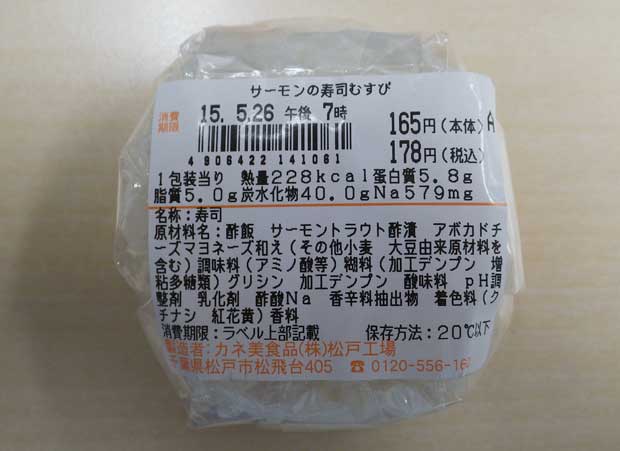 サーモンの寿司むすび
消費期限 15. 5.26 午後 7時 165円(本体) A
178円(税込)
4906422 141061
1包装当り 熱量228kcal蛋白質5.8g
脂質5.0g炭水化物40.0gNa579mg
名称:寿司
原材料名:酢飯 サーモントラウト酢漬 アボカドチ
ーズマヨネーズ和え(その他小麦 大豆由来原材料を
含む)調味料(アミノ酸等)糊料(加工デンプン 増
粘多糖類)グリシン 加工デンプン 酸味料 pH調
整剤 乳化剤 酢酸Na 香辛料抽出物 着色料(ク
チナシ 紅花黄)香料
消費期限:ラベル上部記載 保存方法:20℃以下
製造者:カネ美食品(株)松戸工場
千葉県松戸市松飛台405 ☎0120-556-16